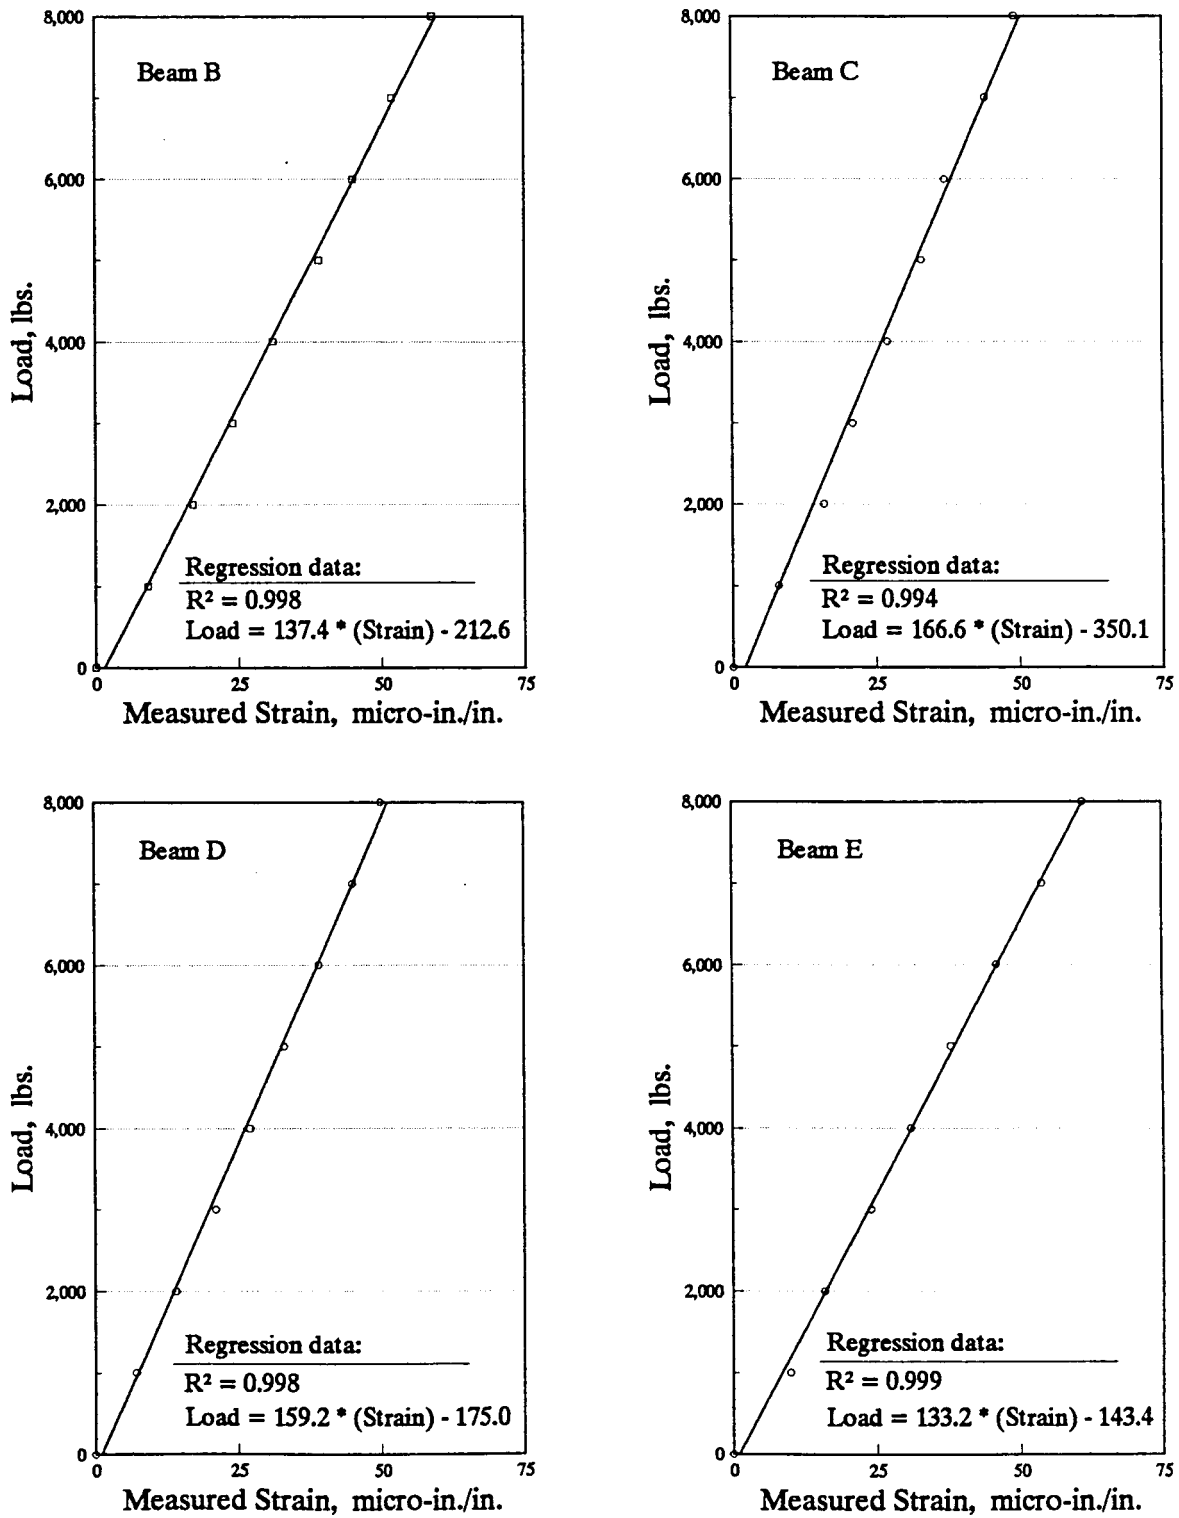 8,000
Beam B
6,000
Load, lbs.
4,000
2,000
Regression data:
R² = 0.998
Load = 137.4 * (Strain) - 212.6
0
0 25 50 75
Measured Strain, micro-in./in.
8,000
Beam C
6,000
Load, lbs.
4,000
2,000
Regression data:
R² = 0.994
Load = 166.6 * (Strain) - 350.1
0
0 25 50 75
Measured Strain, micro-in./in.
8,000
Beam D
6,000
Load, lbs.
4,000
2,000
Regression data:
R² = 0.998
Load = 159.2 * (Strain) - 175.0
0
0 25 50 75
Measured Strain, micro-in./in.
8,000
Beam E
6,000
Load, lbs.
4,000
2,000
Regression data:
R² = 0.999
Load = 133.2 * (Strain) - 143.4
0
0 25 50 75
Measured Strain, micro-in./in.